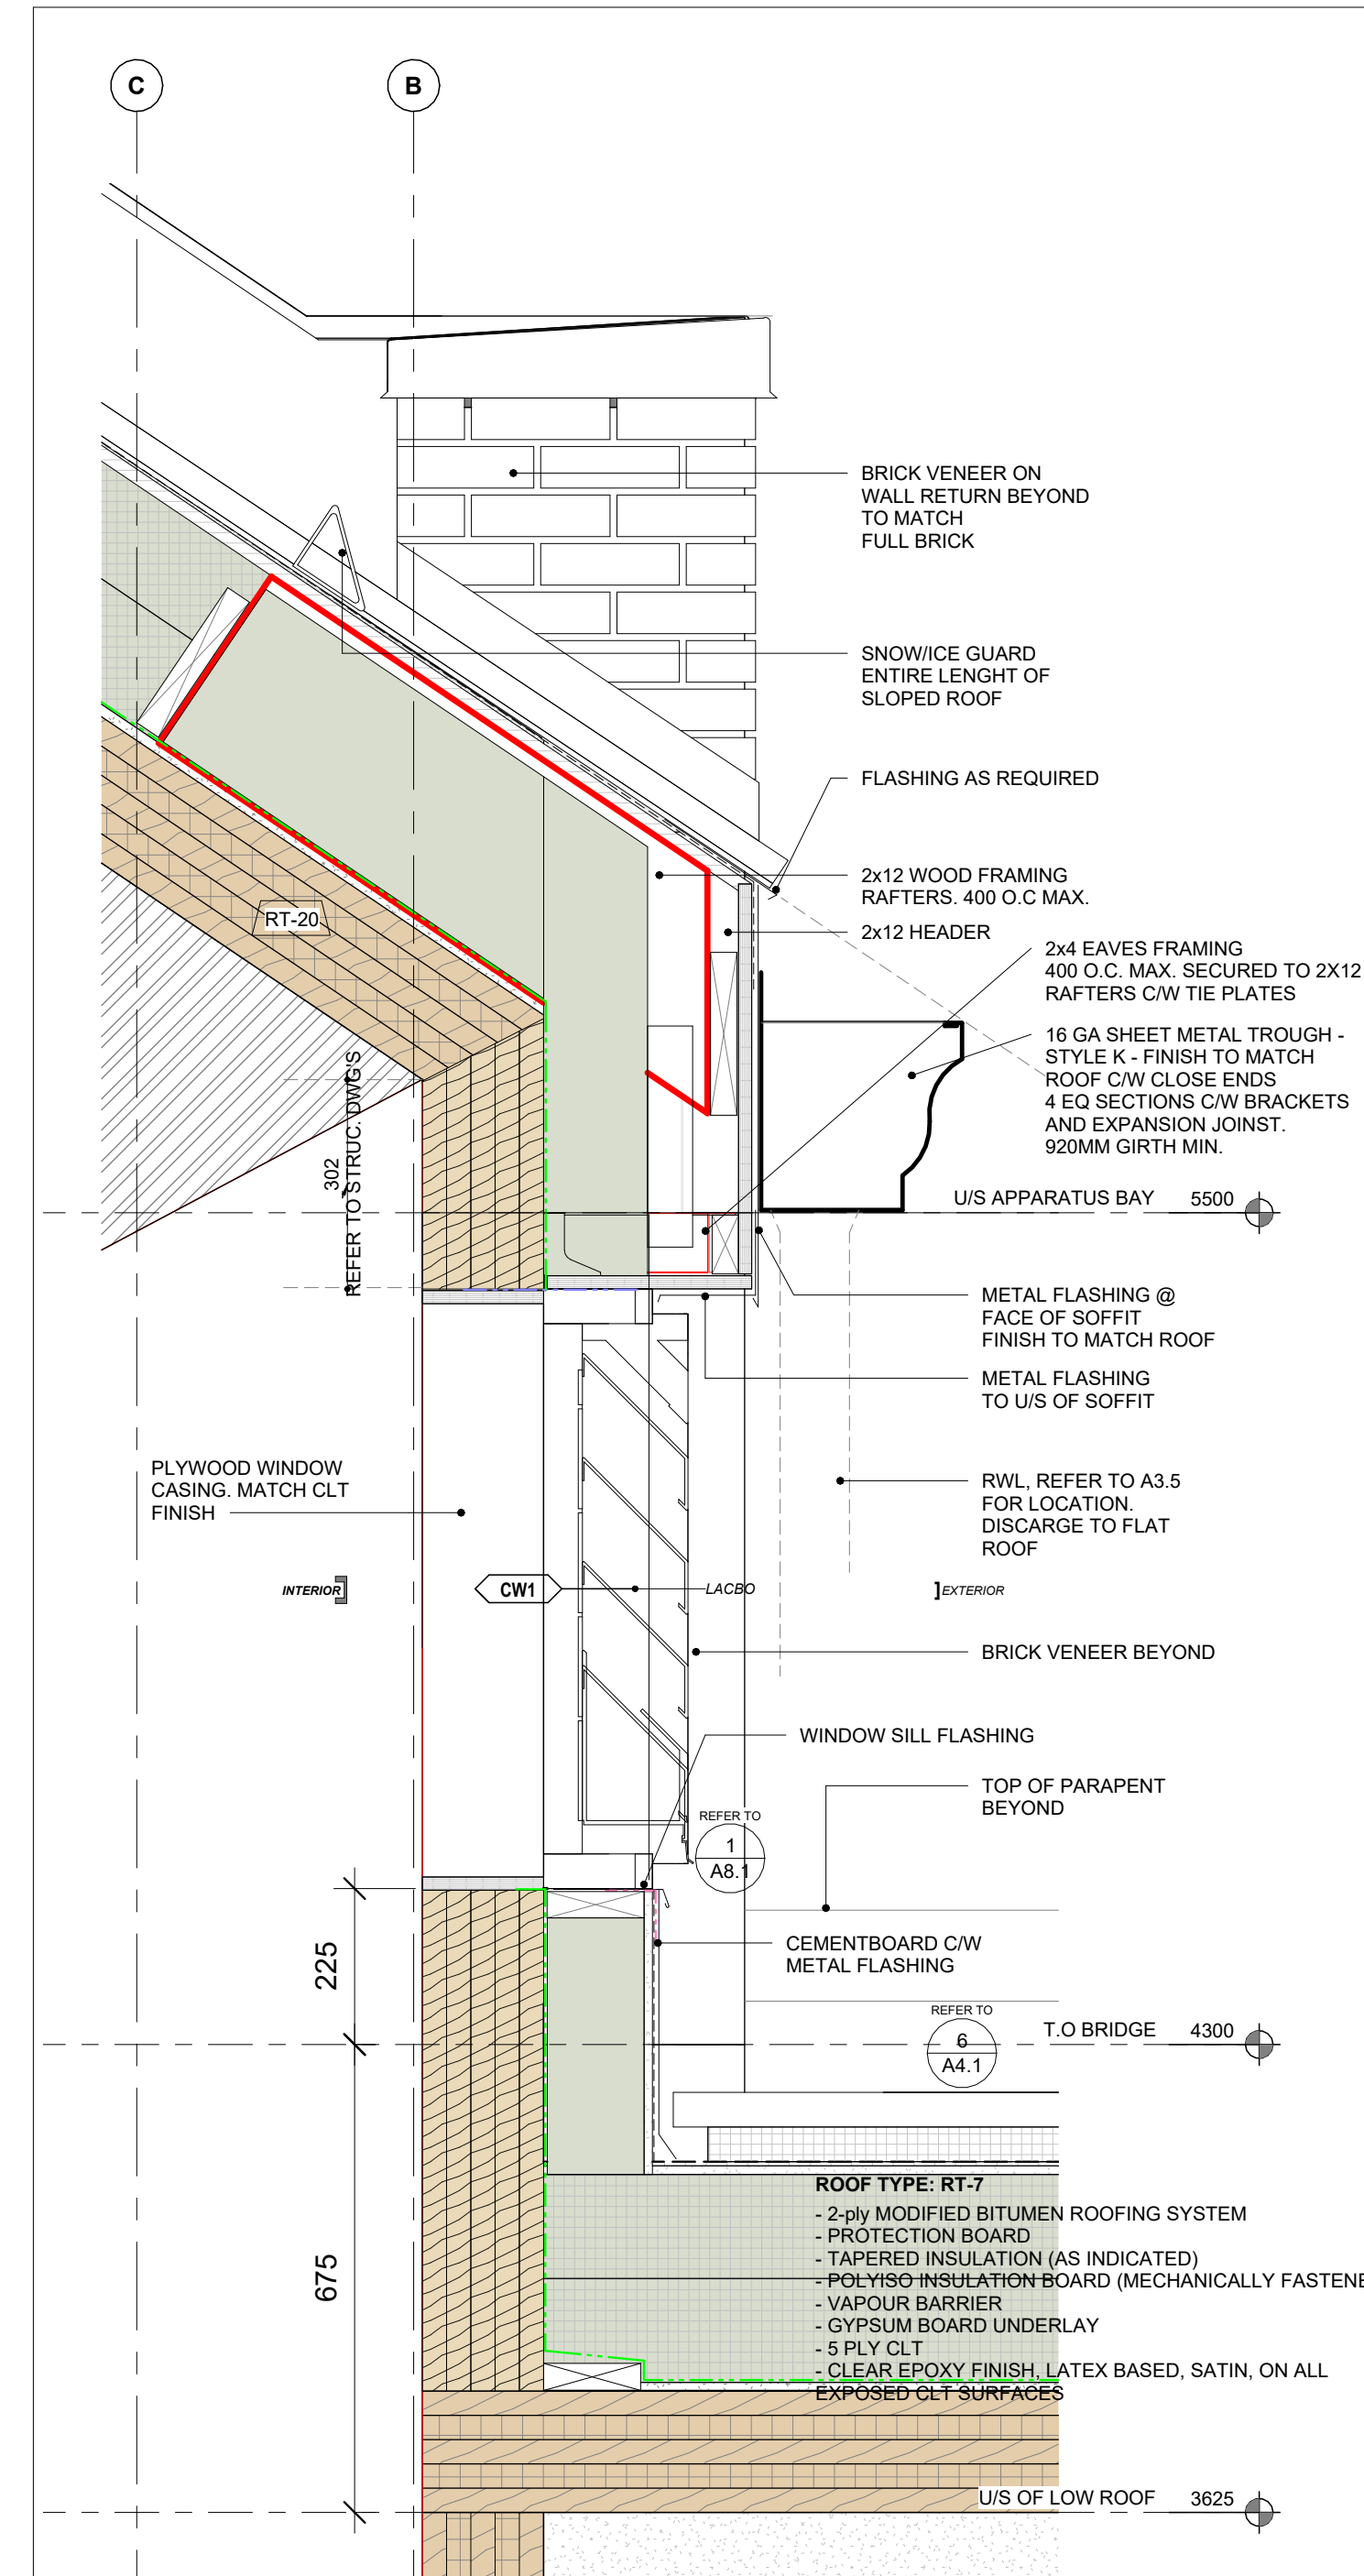 C
B
BRICK VENEER ON
WALL RETURN BEYOND
TO MATCH
FULL BRICK
SNOW/ICE GUARD
ENTIRE LENGHT OF
SLOPED ROOF
FLASHING AS REQUIRED
2x12 WOOD FRAMING
RAFTERS. 400 O.C MAX.
2x12 HEADER
RT-20
2x4 EAVES FRAMING
400 O.C. MAX. SECURED TO 2X12
RAFTERS C/W TIE PLATES
16 GA SHEET METAL TROUGH -
STYLE K - FINISH TO MATCH
ROOF C/W CLOSE ENDS
4 EQ SECTIONS C/W BRACKETS
AND EXPANSION JOINST.
920MM GIRTH MIN.
302
REFER TO STRUC. DWG'S
U/S APPARATUS BAY 5500
METAL FLASHING @
FACE OF SOFFIT
FINISH TO MATCH ROOF
METAL FLASHING
TO U/S OF SOFFIT
PLYWOOD WINDOW
CASING. MATCH CLT
FINISH
RWL, REFER TO A3.5
FOR LOCATION.
DISCARGE TO FLAT
ROOF
INTERIOR
CW1
LACBO
EXTERIOR
BRICK VENEER BEYOND
WINDOW SILL FLASHING
TOP OF PARAPENT
BEYOND
REFER TO
1
A8.1
225
CEMENTBOARD C/W
METAL FLASHING
REFER TO
6
A4.1
T.O BRIDGE 4300
675
ROOF TYPE: RT-7
- 2-ply MODIFIED BITUMEN ROOFING SYSTEM
- PROTECTION BOARD
- TAPERED INSULATION (AS INDICATED)
- POLYISO INSULATION BOARD (MECHANICALLY FASTENE
- VAPOUR BARRIER
- GYPSUM BOARD UNDERLAY
- 5 PLY CLT
- CLEAR EPOXY FINISH, LATEX BASED, SATIN, ON ALL
EXPOSED CLT SURFACES
U/S OF LOW ROOF 3625